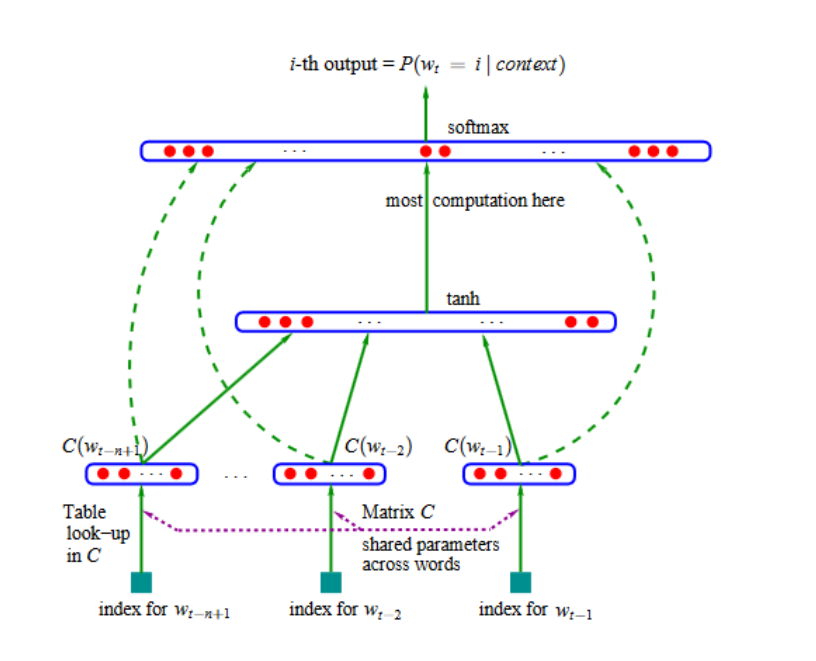 i-th output = P(w_t = i | context)
softmax
. . .
. . .
most computation here
tanh
. . .
. . .
C(w_{t−n+1})
C(w_{t−2})
C(w_{t−1})
. . .
. . .
. . .
. . .
Table
look−up
in C
Matrix C
shared parameters
across words
index for w_{t−n+1}
index for w_{t−2}
index for w_{t−1}